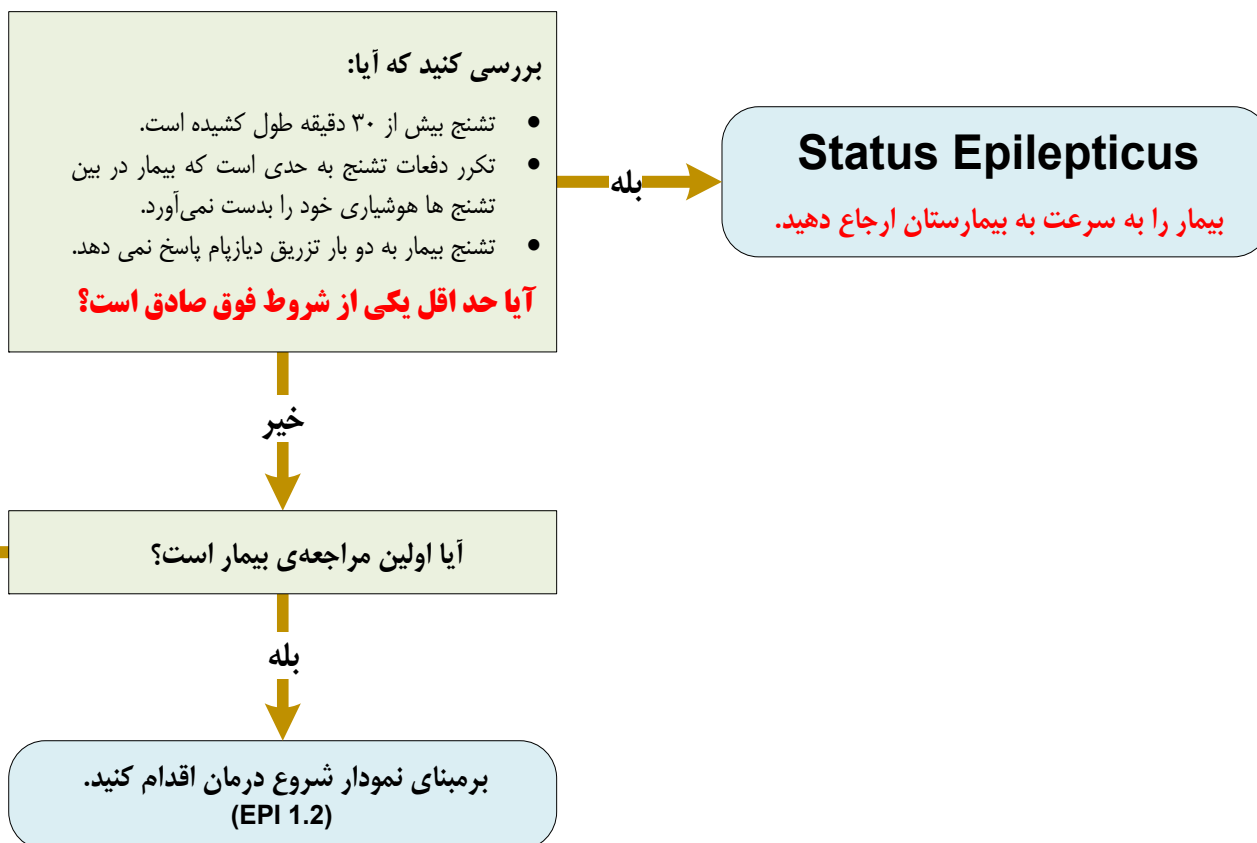 بررسی کنید که آیا:
• تشنج بیش از ۳۰ دقیقه طول کشیده است.
• تکرر دفعات تشنج به حدی است که بیمار در بین
تشنج ها هوشیاری خود را بدست نمی‌آورد.
• تشنج بیمار به دو بار تزریق دیازپام پاسخ نمی دهد.
آیا حد اقل یکی از شروط فوق صادق است؟
بله
Status Epilepticus
بیمار را به سرعت به بیمارستان ارجاع دهید.
خیر
آیا اولین مراجعه‌ی بیمار است؟
بله
برمبنای نمودار شروع درمان اقدام کنید.
(EPI 1.2)